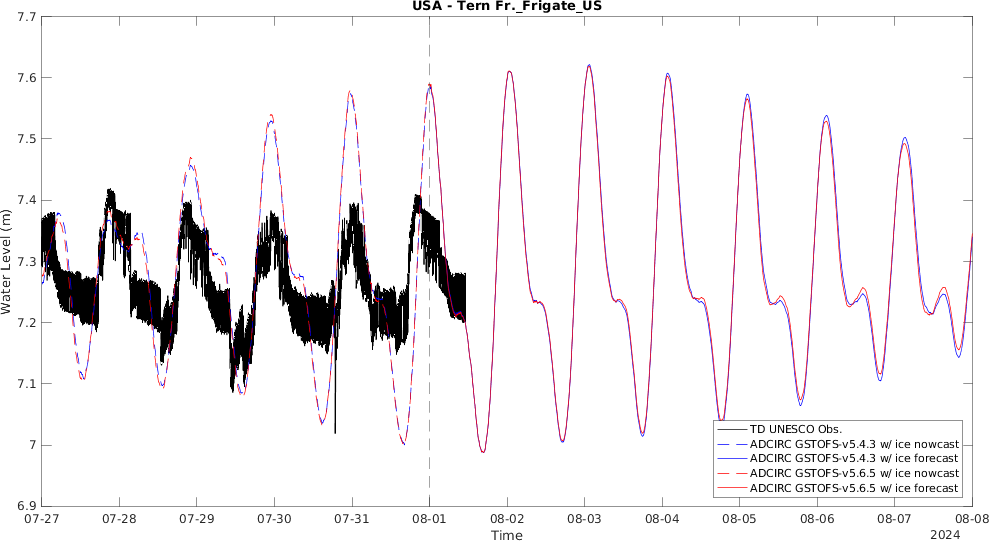 USA - Tern Fr._Frigate_US
7.7
7.6
7.5
7.4
7.3
7.2
7.1
7
6.9
Water Level (m)
07-27 07-28 07-29 07-30 07-31 08-01 08-02 08-03 08-04 08-05 08-06 08-07 08-08
Time
2024
TD UNESCO Obs.
ADCIRC GSTOFS-v5.4.3 w/ ice nowcast
ADCIRC GSTOFS-v5.4.3 w/ ice forecast
ADCIRC GSTOFS-v5.6.5 w/ ice nowcast
ADCIRC GSTOFS-v5.6.5 w/ ice forecast